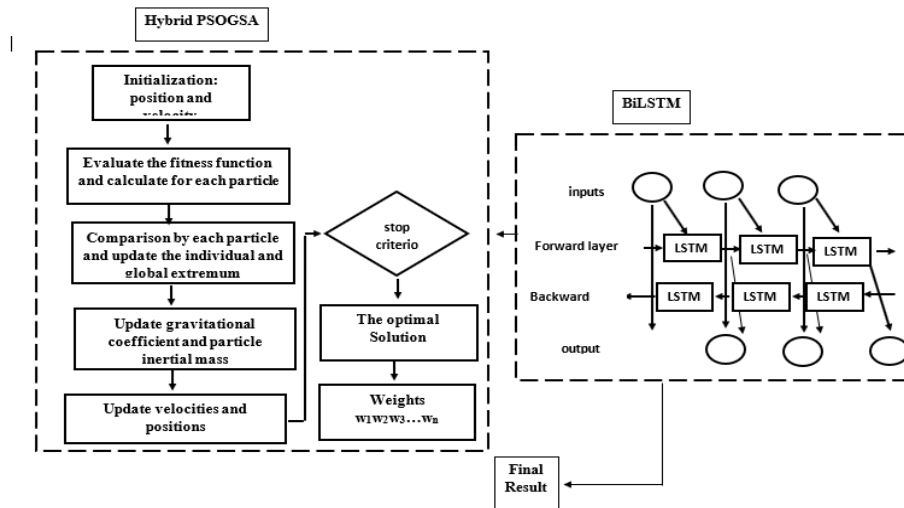 Hybrid PSOGSA
Initialization:
position and
velocity
Evaluate the fitness function
and calculate for each particle
Comparison by each particle
and update the individual and
global extremum
Update gravitational
coefficient and particle
inertial mass
Update velocities and
positions
stop
criterio
The optimal
Solution
Weights
w₁w₂w₃…wₙ
BiLSTM
inputs
Forward layer
LSTM
LSTM
LSTM
Backward
LSTM
LSTM
LSTM
output
Final
Result